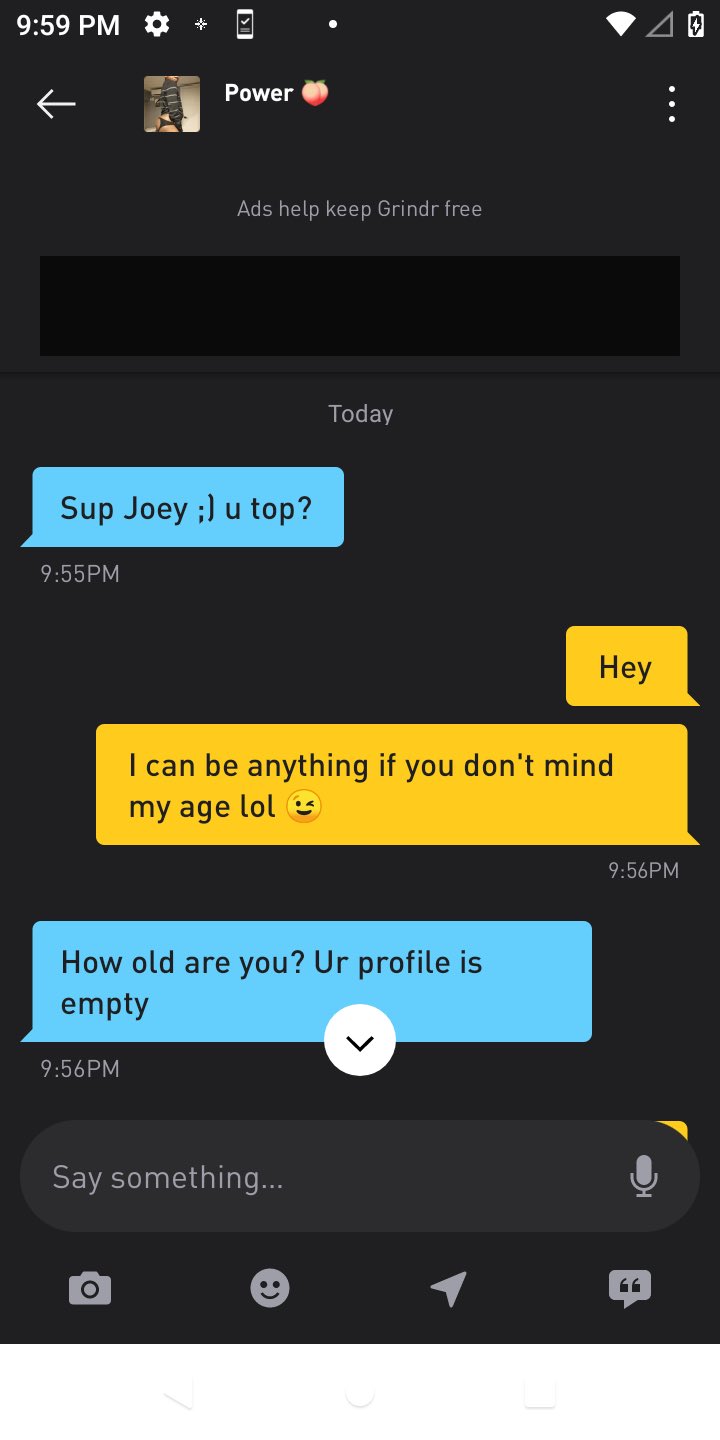 9:59 PM
Power 🍑
Ads help keep Grindr free
Today
Sup Joey ;) u top?
9:55PM
Hey
I can be anything if you don't mind
my age lol 😉
9:56PM
How old are you? Ur profile is
empty
9:56PM
Say something...